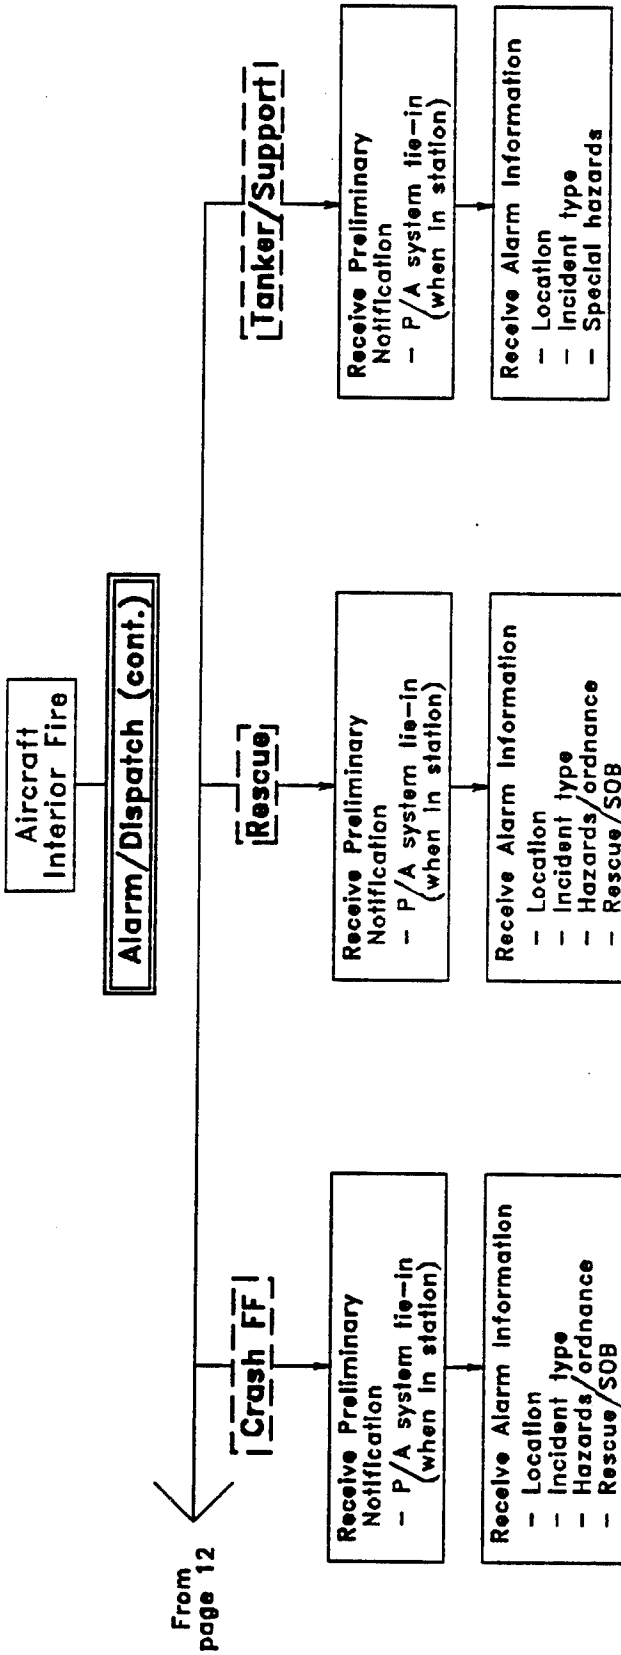 Aircraft
Interior Fire
Alarm/Dispatch (cont.)
From
page 12
Crash FF
Receive Preliminary
Notification
- P/A system tie-in
(when in station)
Receive Alarm Information
- Location
- Incident type
- Hazards/ordnance
- Rescue/SOB
Rescue
Receive Preliminary
Notification
- P/A system tie-in
(when in station)
Receive Alarm Information
- Location
- Incident type
- Hazards/ordnance
- Rescue/SOB
Tanker/Support
Receive Preliminary
Notification
- P/A system tie-in
(when in station)
Receive Alarm Information
- Location
- Incident type
- Special hazards